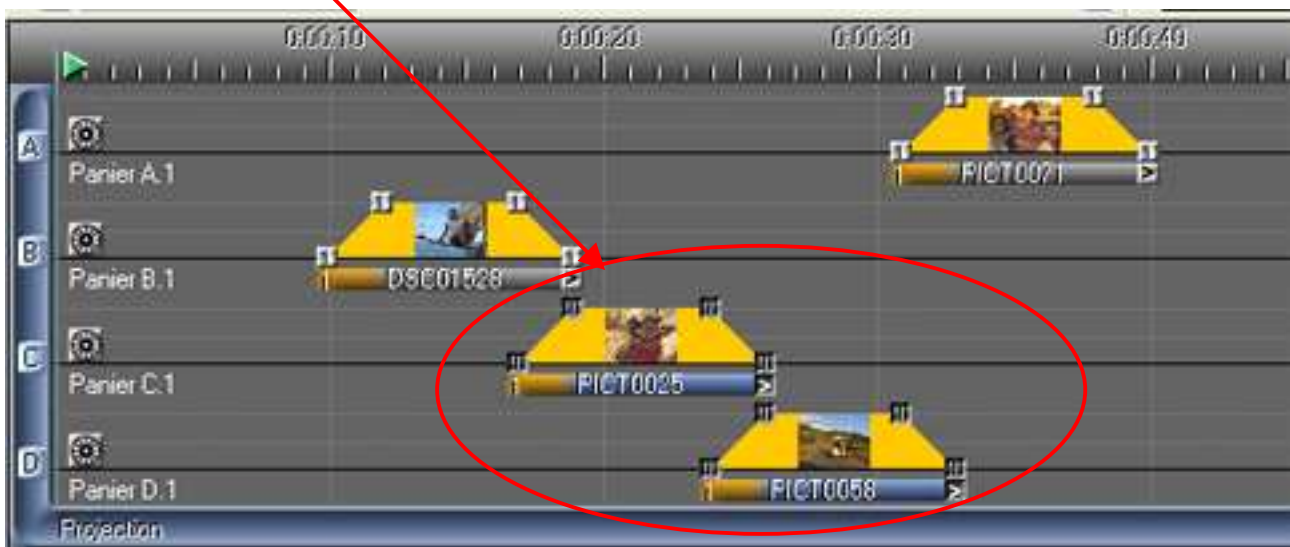 0:00:10 0:00:20 0:00:30 0:00:40
A
Panier A.1
PICT0071
B
Panier B.1
DSC01528
C
Panier C.1
PICT0025
D
Panier D.1
PICT0058
Projection